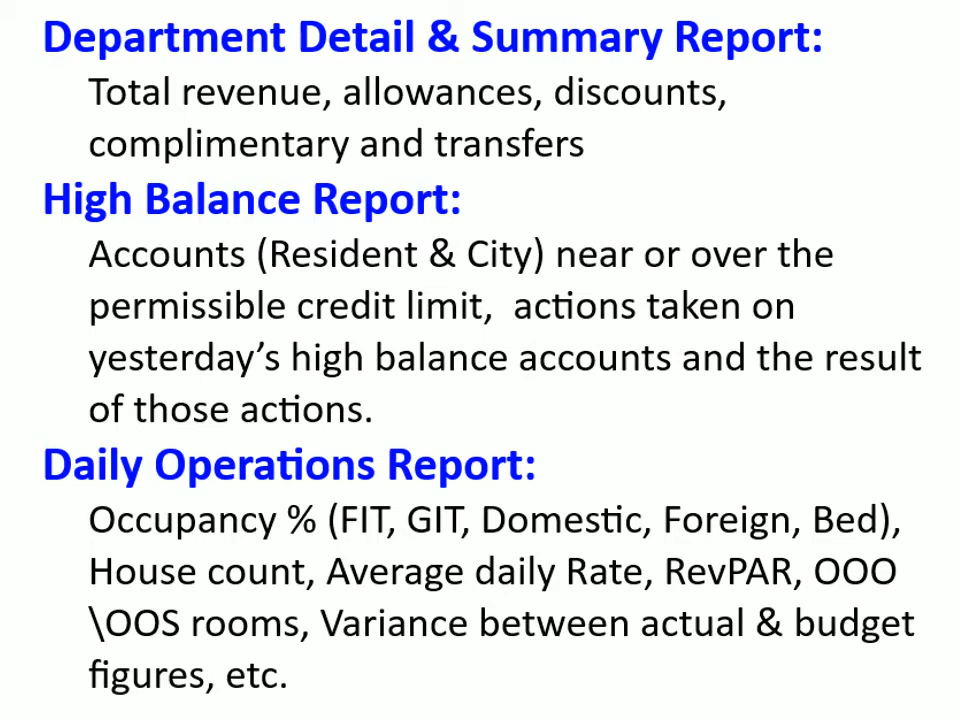 Department Detail & Summary Report:
Total revenue, allowances, discounts,
complimentary and transfers
High Balance Report:
Accounts (Resident & City) near or over the
permissible credit limit,  actions taken on
yesterday’s high balance accounts and the result
of those actions.
Daily Operations Report:
Occupancy % (FIT, GIT, Domestic, Foreign, Bed),
House count, Average daily Rate, RevPAR, OOO
\OOS rooms, Variance between actual & budget
figures, etc.